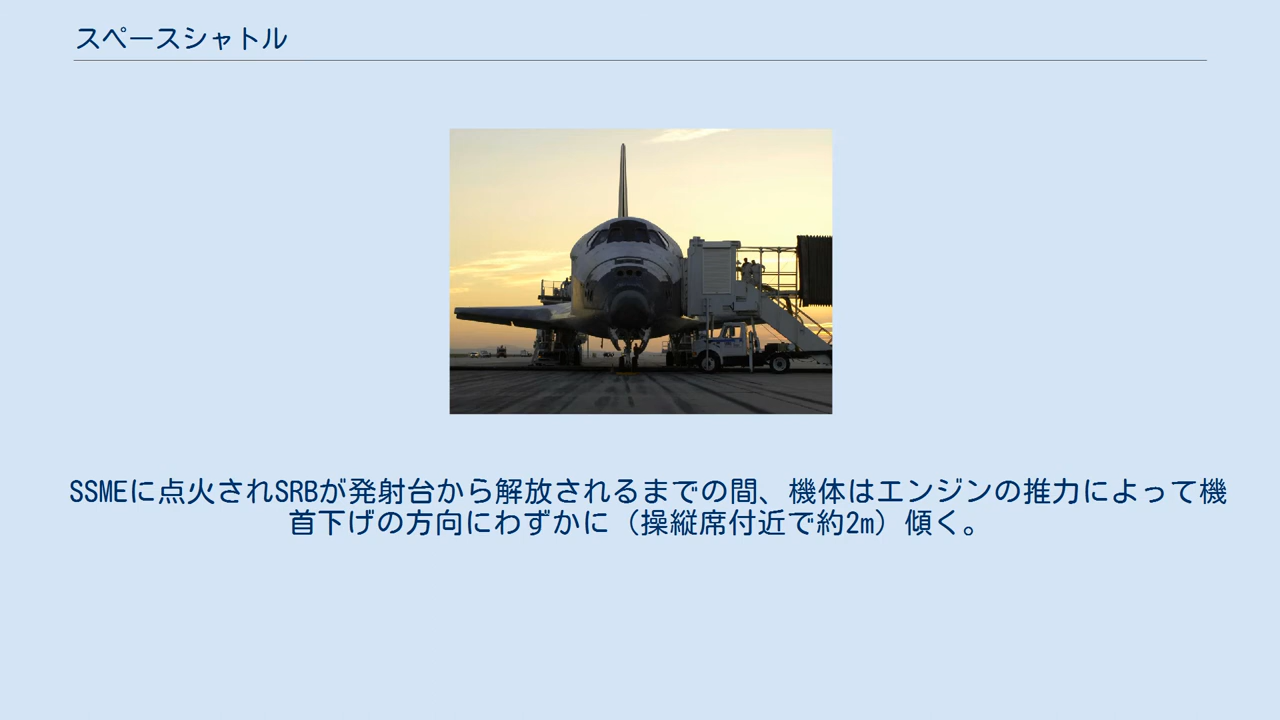 スペースシャトル
SSMEに点火されSRBが発射台から解放されるまでの間、機体はエンジンの推力によって機
首下げの方向にわずかに（操縦席付近で約2m）傾く。